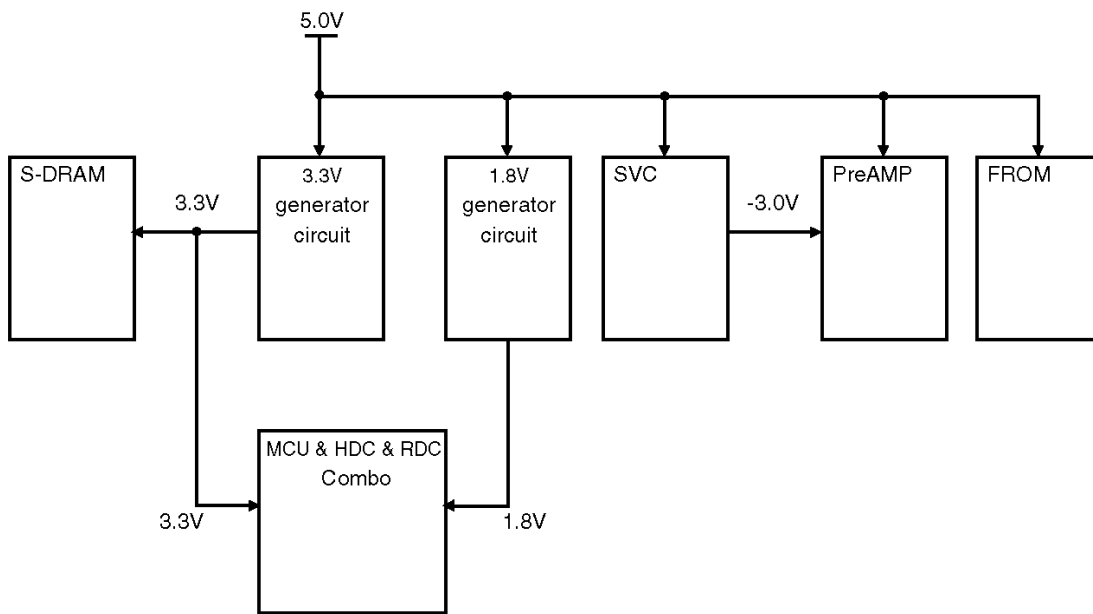 5.0V
S-DRAM
3.3V
3.3V
generator
circuit
1.8V
generator
circuit
SVC
-3.0V
PreAMP
FROM
MCU & HDC & RDC
Combo
3.3V
1.8V